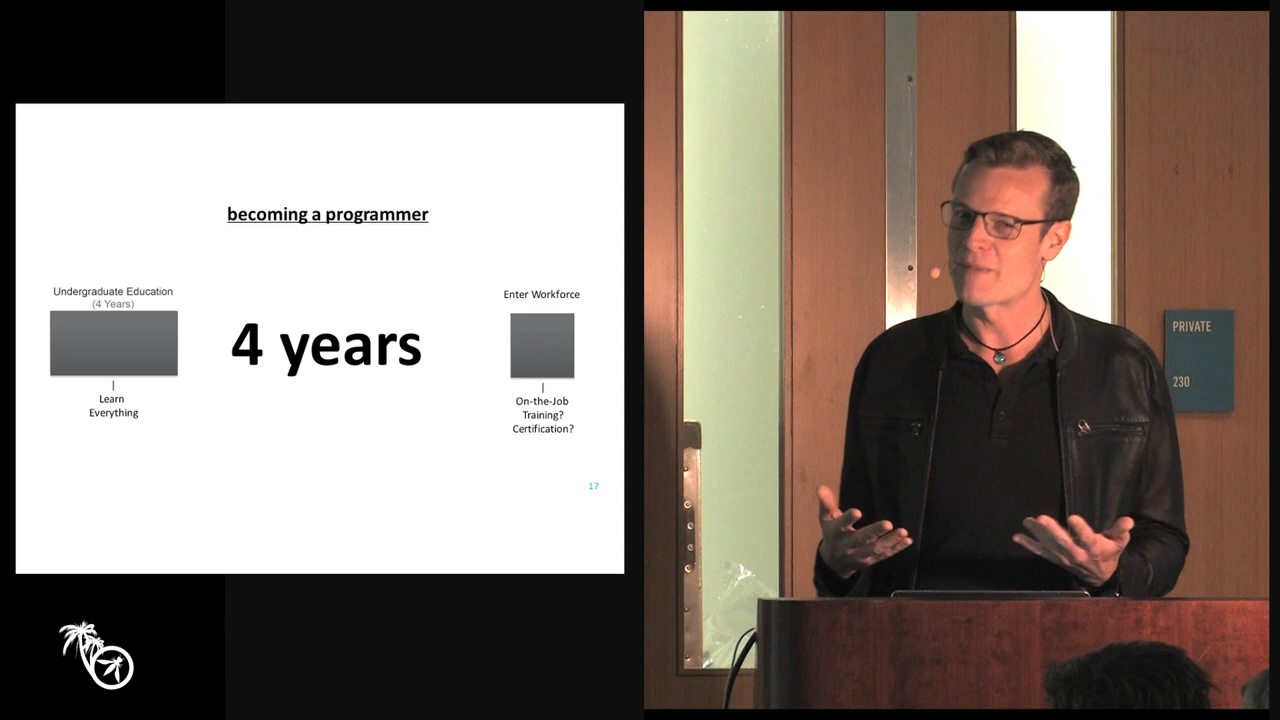 becoming a programmer
Undergraduate Education
(4 Years)
4 years
Enter Workforce
Learn
Everything
On-the-Job
Training?
Certification?
17
PRIVATE
230